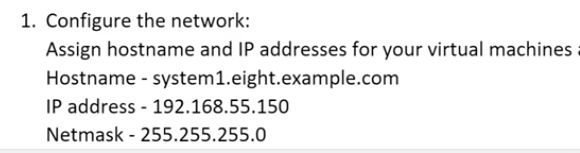 1. Configure the network:
Assign hostname and IP addresses for your virtual machines
Hostname - system1.eight.example.com
IP address - 192.168.55.150
Netmask - 255.255.255.0